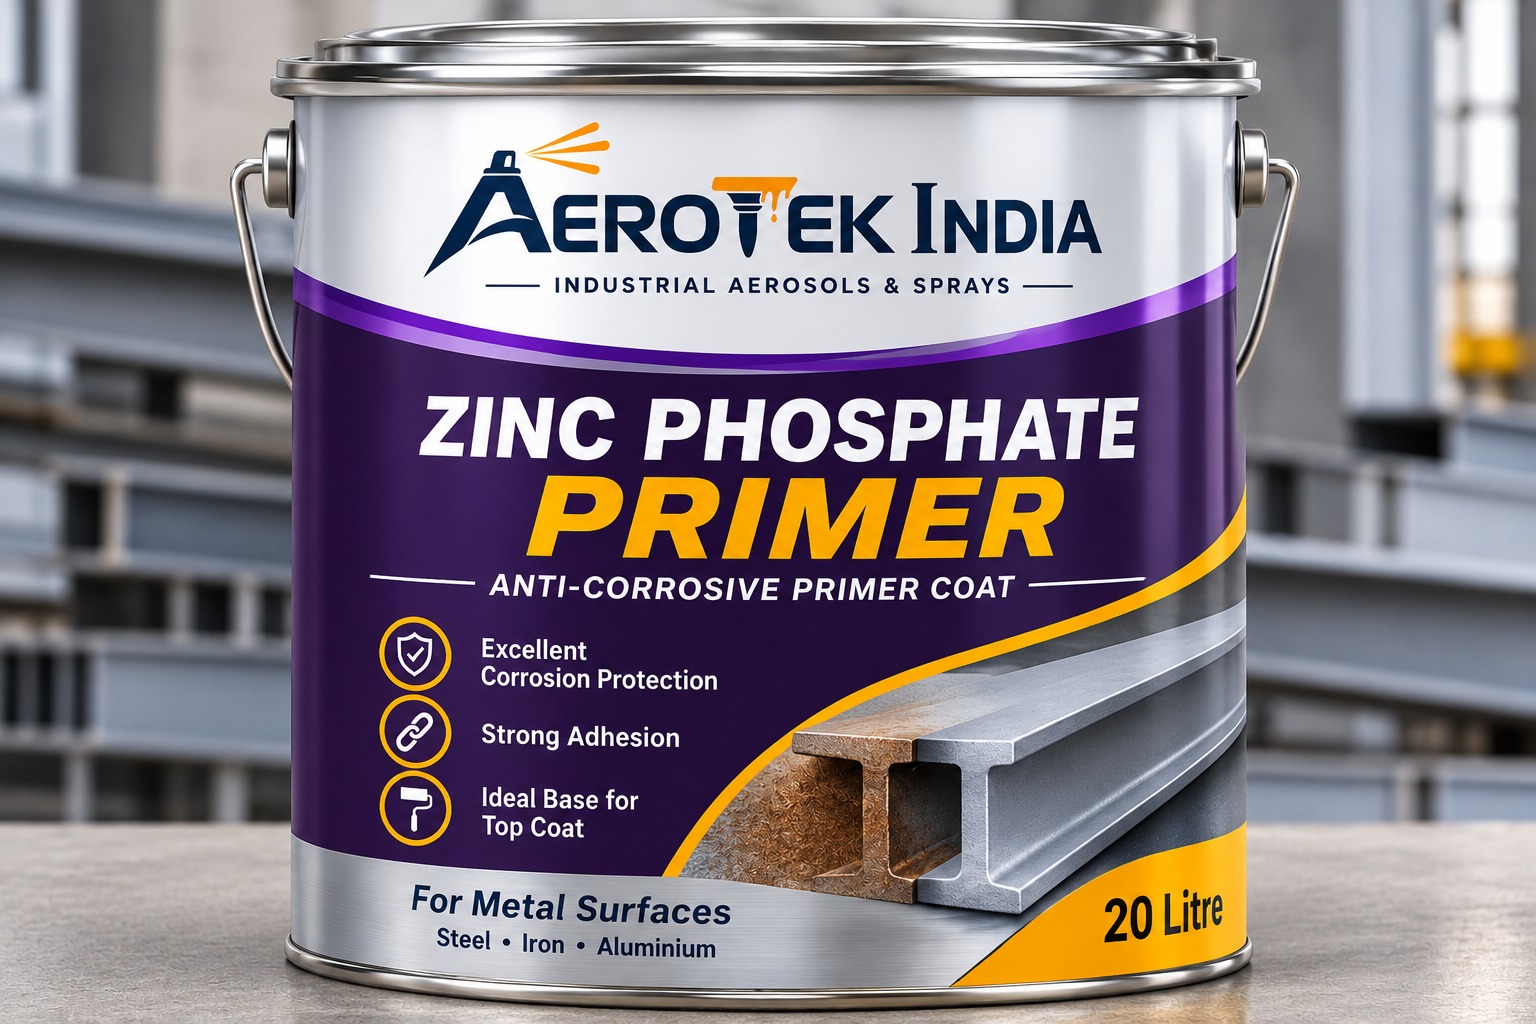 AEROTEK INDIA
INDUSTRIAL AEROSOLS & SPRAYS
ZINC PHOSPHATE
PRIMER
ANTI-CORROSIVE PRIMER COAT
Excellent
Corrosion Protection
Strong Adhesion
Ideal Base for
Top Coat
For Metal Surfaces
Steel • Iron • Aluminium
20 Litre